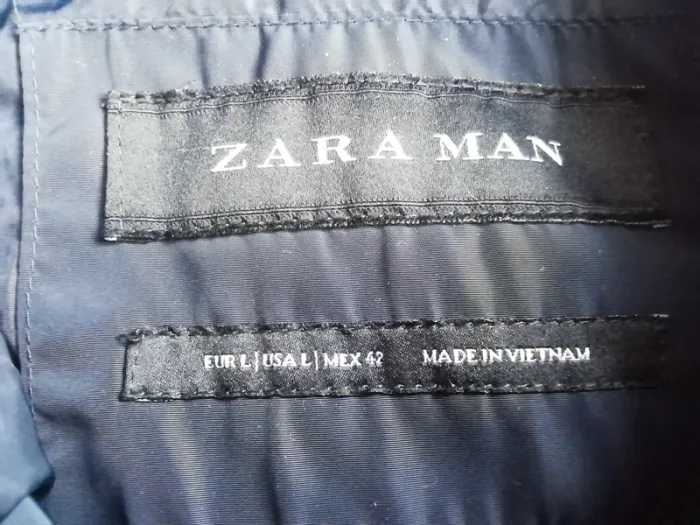 ZARA MAN
EUR L | USA L | MEX 42 MADE IN VIETNAM